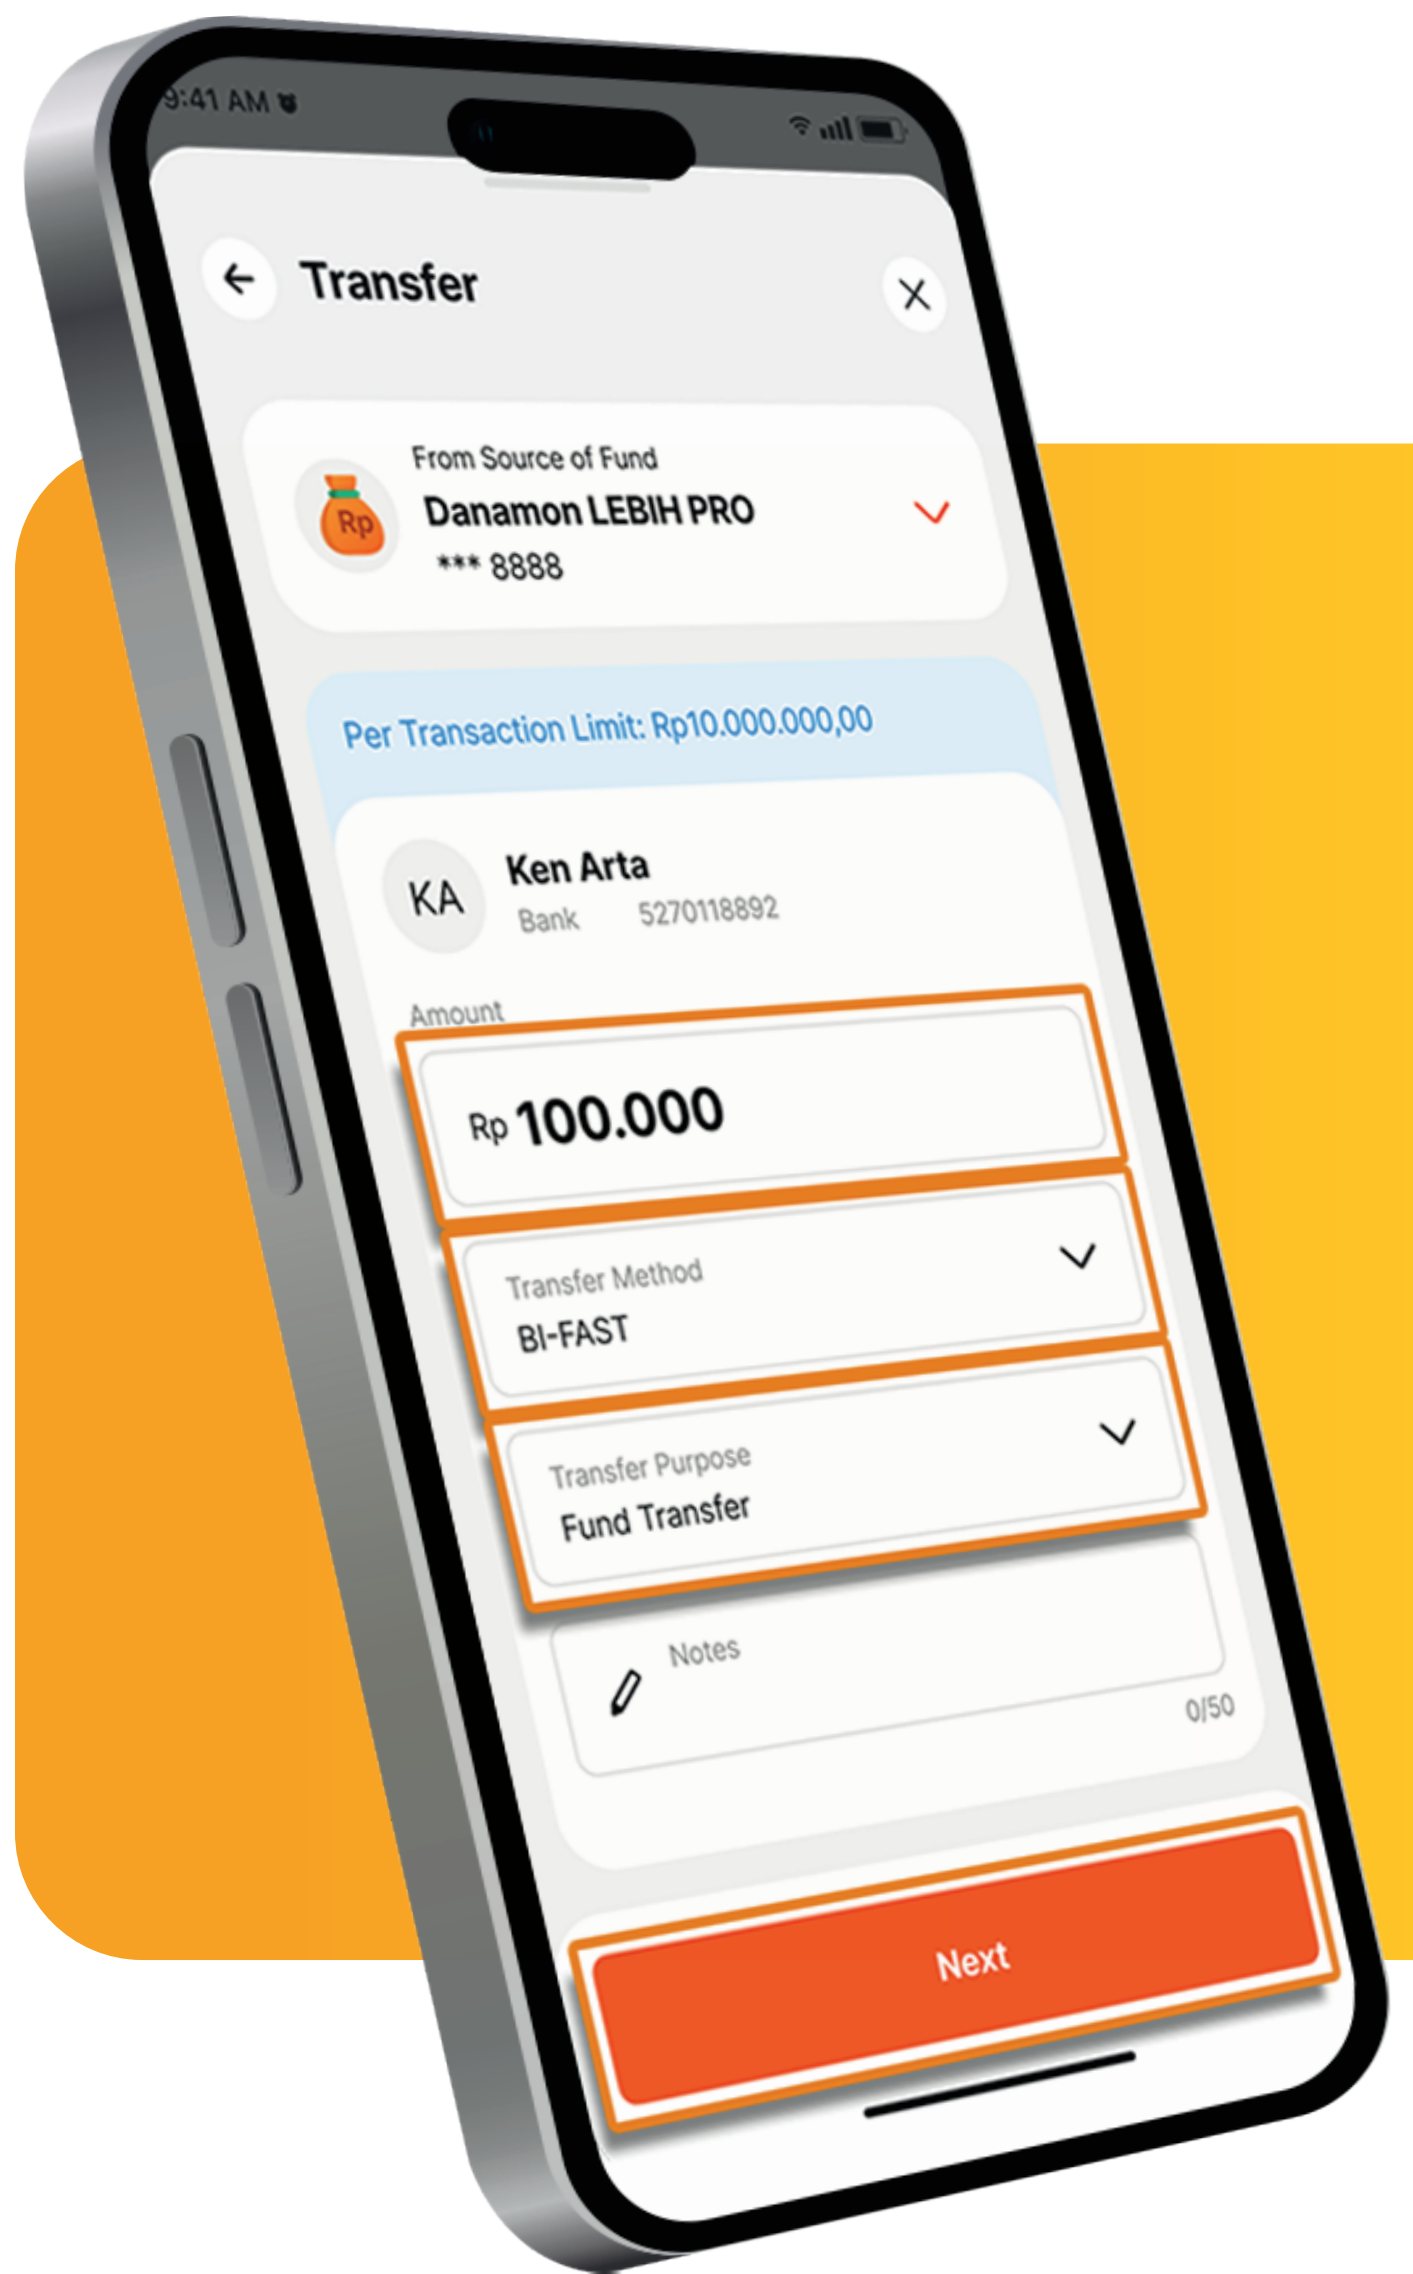 9:41 AM
Transfer
From Source of Fund
Rp
Danamon LEBIH PRO
*** 8888
Per Transaction Limit: Rp10.000.000,00
KA
Ken Arta
Bank 5270118892
Amount
Rp 100.000
Transfer Method
BI-FAST
Transfer Purpose
Fund Transfer
Notes
0/50
Next